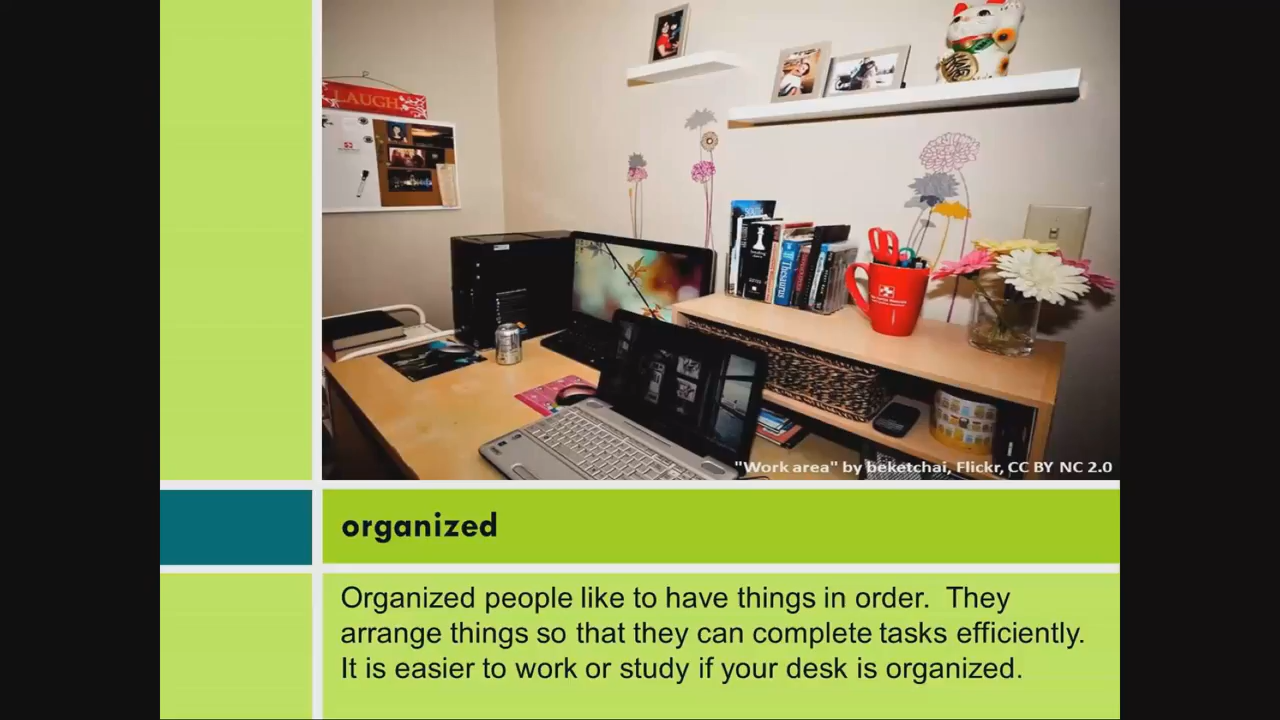 LAUGH
Thesaurus
"Work area" by beketchai, Flickr, CC BY NC 2.0
organized
Organized people like to have things in order.  They
arrange things so that they can complete tasks efficiently.
It is easier to work or study if your desk is organized.